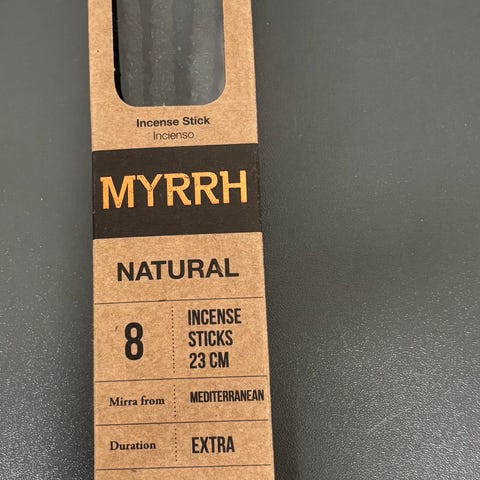 Incense Stick
Incienso
MYRRH
NATURAL
8
INCENSE
STICKS
23 CM
Mirra from
MEDITERRANEAN
Duration
EXTRA